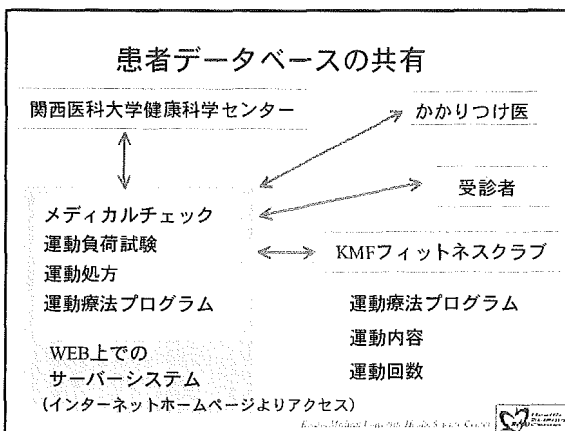 患者データベースの共有
関西医科大学健康科学センター
かかりつけ医
受診者
メディカルチェック
運動負荷試験
運動処方
運動療法プログラム
KMFフィットネスクラブ
運動療法プログラム
運動内容
運動回数
WEB上での
サーバーシステム
(インターネットホームページよりアクセス)